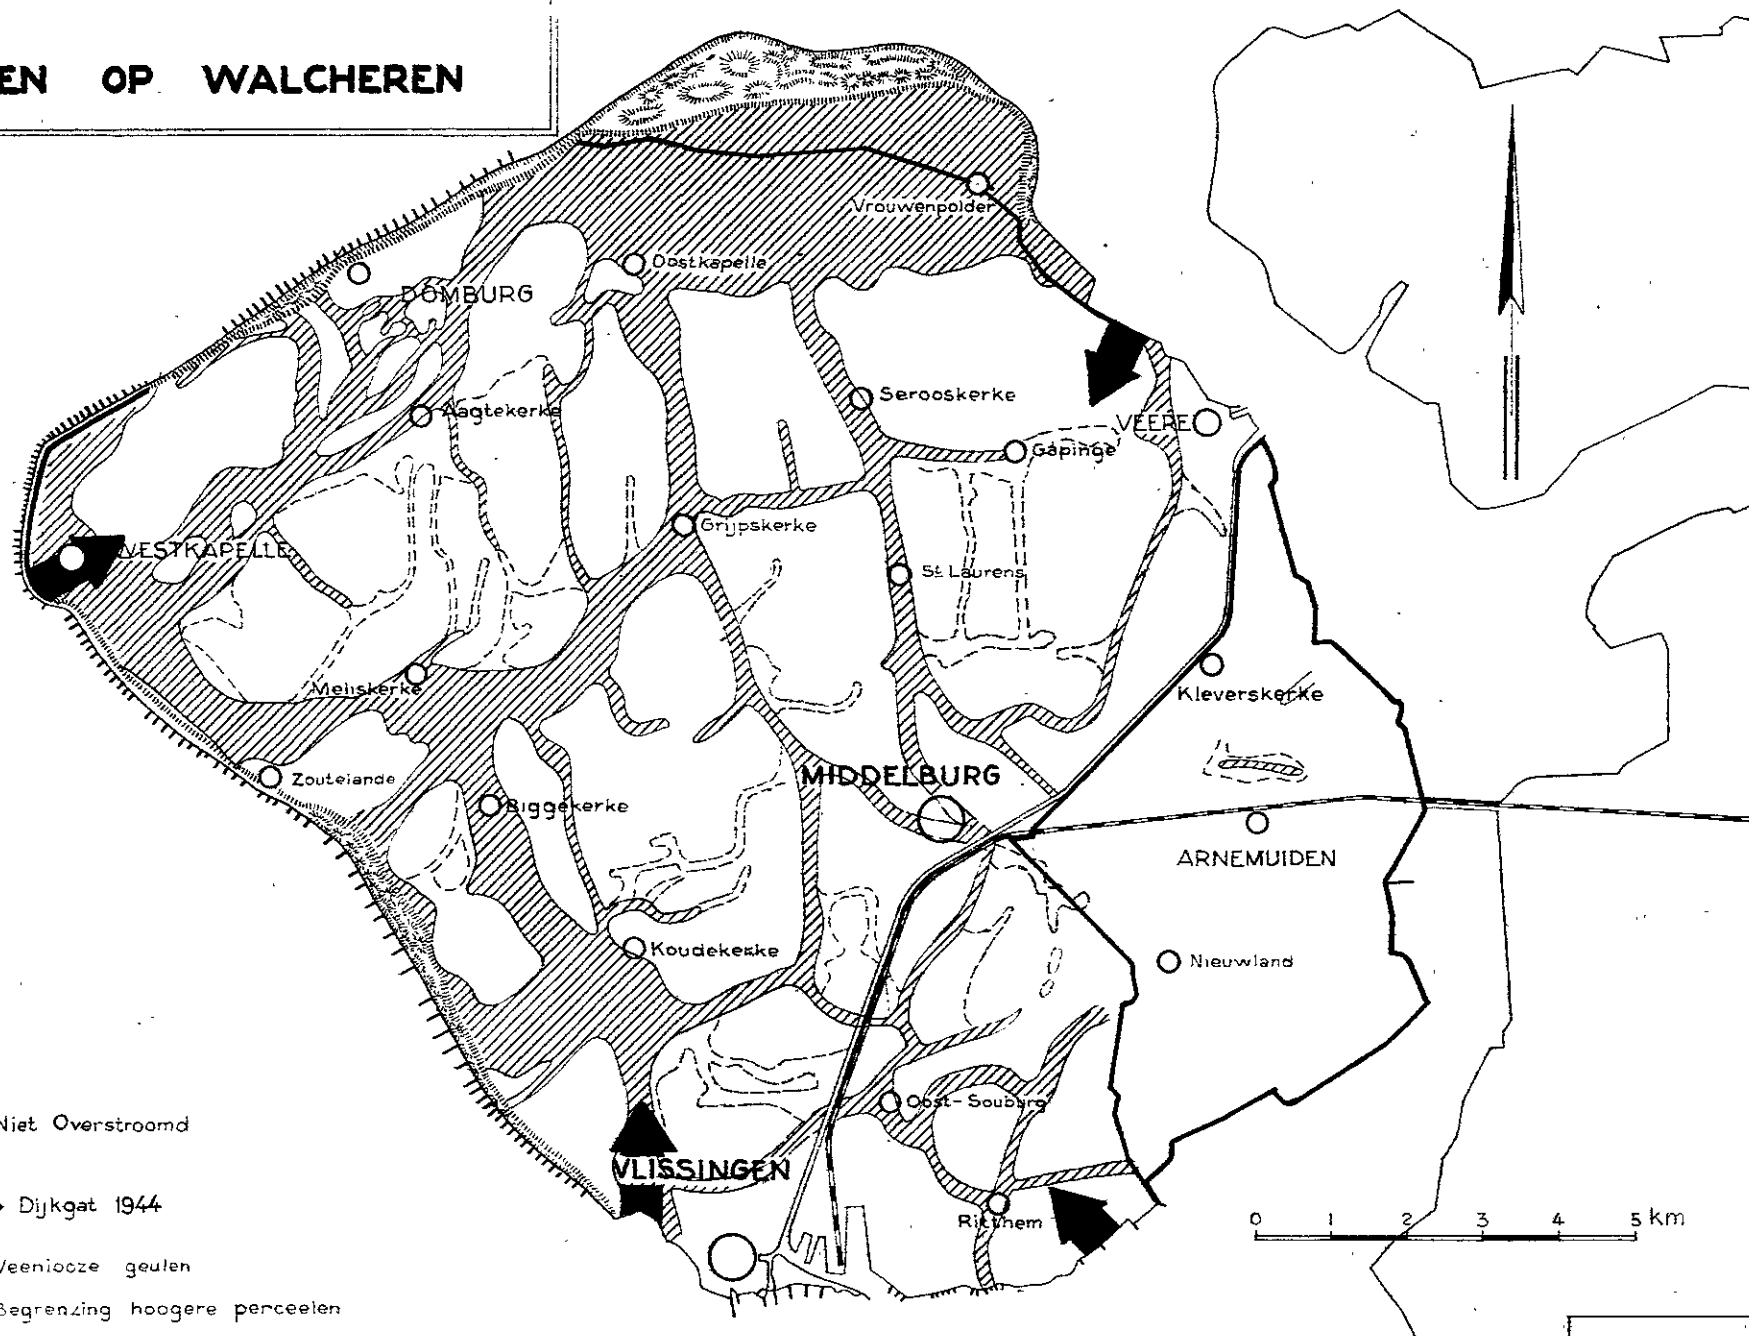 EN OP WALCHEREN
Vrouwenpolder
Oostkapelle
DOMBURG
Serooskerke
Aagtekerke
VEERE
Gapinge
Grijpskerke
WESTKAPELLE
St Laurens
Meliskerke
Kleverskerke
Zoutelande
MIDDELBURG
Biggekerke
ARNEMUIDEN
Koudekerke
Nieuwland
Oost-Souburg
Niet Overstroomd
VLISSINGEN
Dijkgat 1944
Ritthem
0 1 2 3 4 5 km
Veenlooze geulen
Begrenzing hoogere perceelen